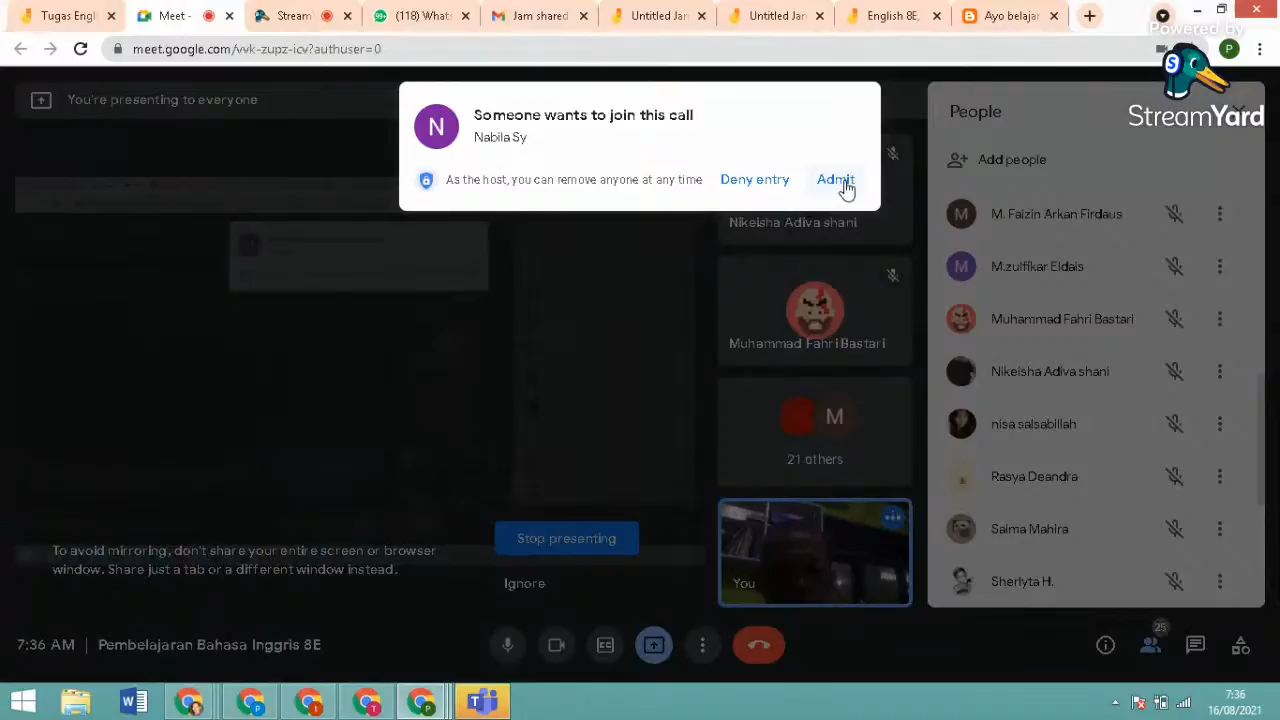 Tugas Engl
Meet -
Stream
(118) What
Jam shared
Untitled Jan
Untitled Jar
English 8E,
Ayo belajar
meet.google.com/vvk-zupz-icv?authuser=0
P
Powered by
S
StreamYard
You're presenting to everyone
N
Someone wants to join this call
Nabila Sy
As the host, you can remove anyone at any time
Deny entry
Admit
Nikeisha Adiva shani
Muhammad Fahri Bastari
M
21 others
You
To avoid mirroring, don't share your entire screen or browser
window. Share just a tab or a different window instead.
Stop presenting
Ignore
People
Add people
M
M. Faizin Arkan Firdaus
M
M.zulfikar Eldais
Muhammad Fahri Bastari
Nikeisha Adiva shani
nisa salsabillah
Rasya Deandra
Salma Mahira
Sherlyta H.
7:36 AM | Pembelajaran Bahasa Inggris 8E
25
7:36
16/08/2021